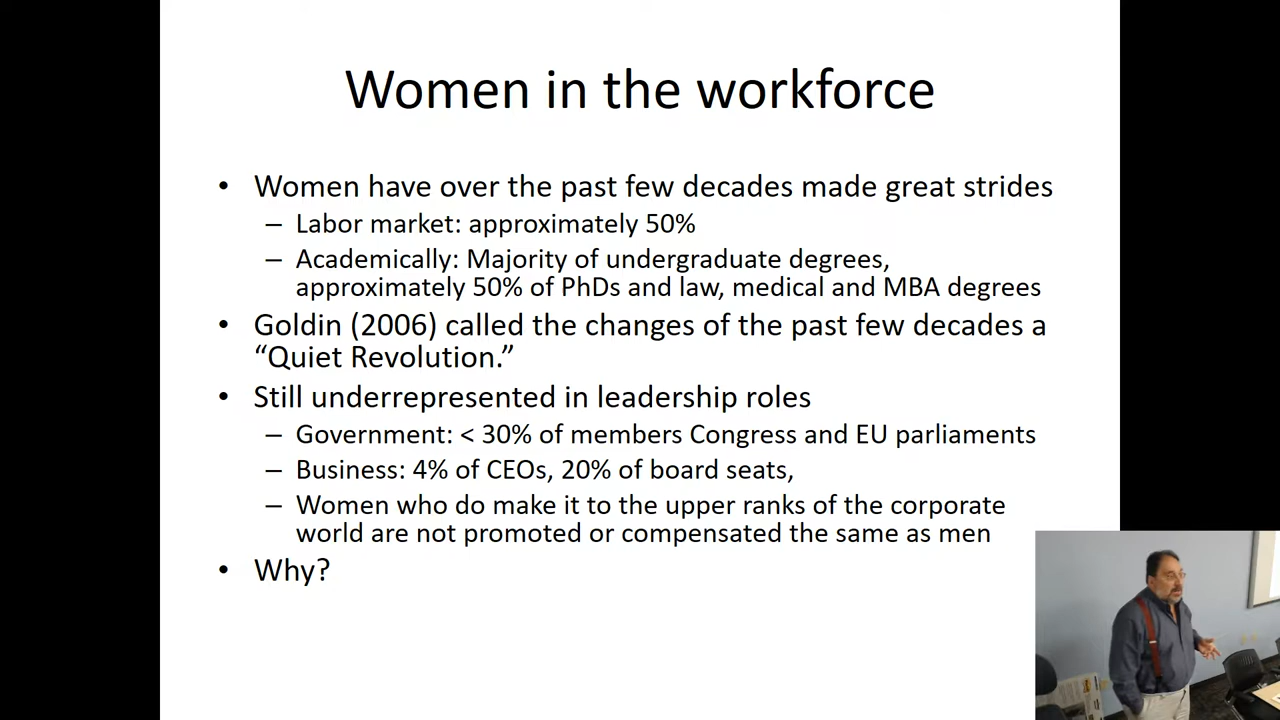 Women in the workforce
• Women have over the past few decades made great strides
– Labor market: approximately 50%
– Academically: Majority of undergraduate degrees,
approximately 50% of PhDs and law, medical and MBA degrees
• Goldin (2006) called the changes of the past few decades a
“Quiet Revolution.”
• Still underrepresented in leadership roles
– Government: < 30% of members Congress and EU parliaments
– Business: 4% of CEOs, 20% of board seats,
– Women who do make it to the upper ranks of the corporate
world are not promoted or compensated the same as men
• Why?